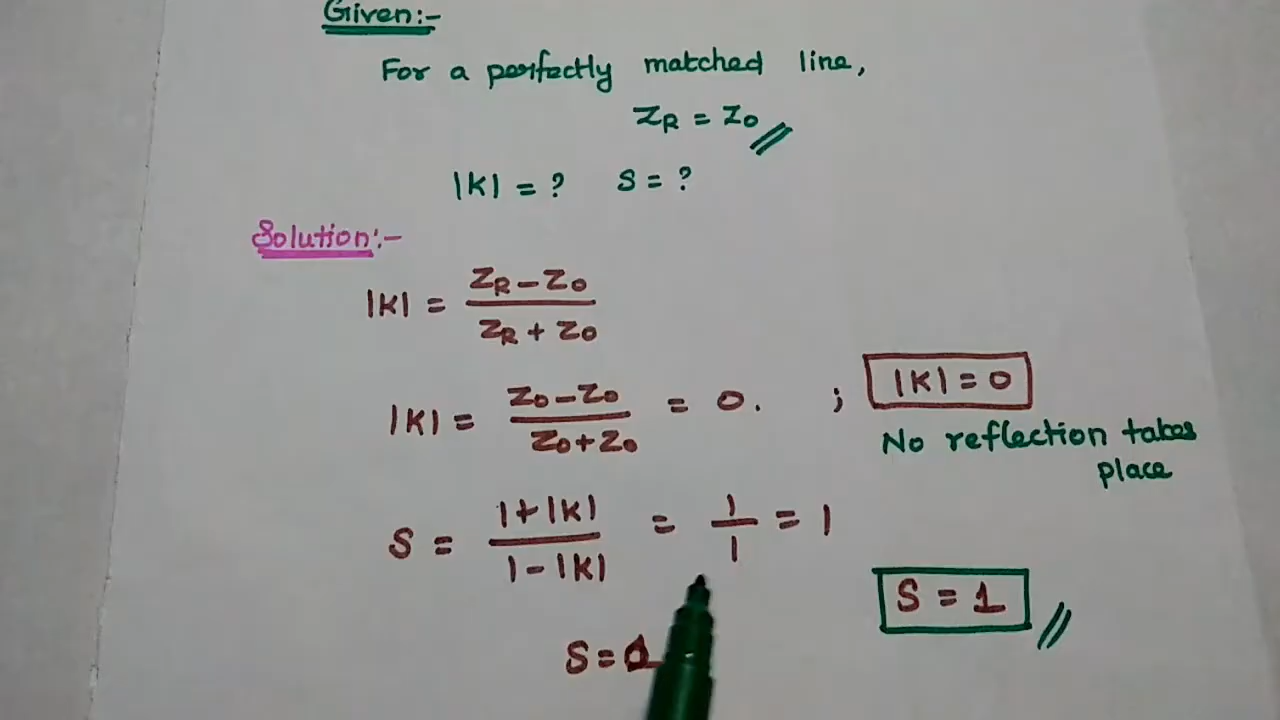 Given:-
For a perfectly matched line,
ZR = Z0
|K| = ? S = ?
Solution:-
|K| = ZR - Z0 / ZR + Z0
|K| = Z0 - Z0 / Z0 + Z0 = 0. ; |K| = 0
No reflection takes
place
S = 1 + |K| / 1 - |K| = 1 / 1 = 1
S = 1
S = 1